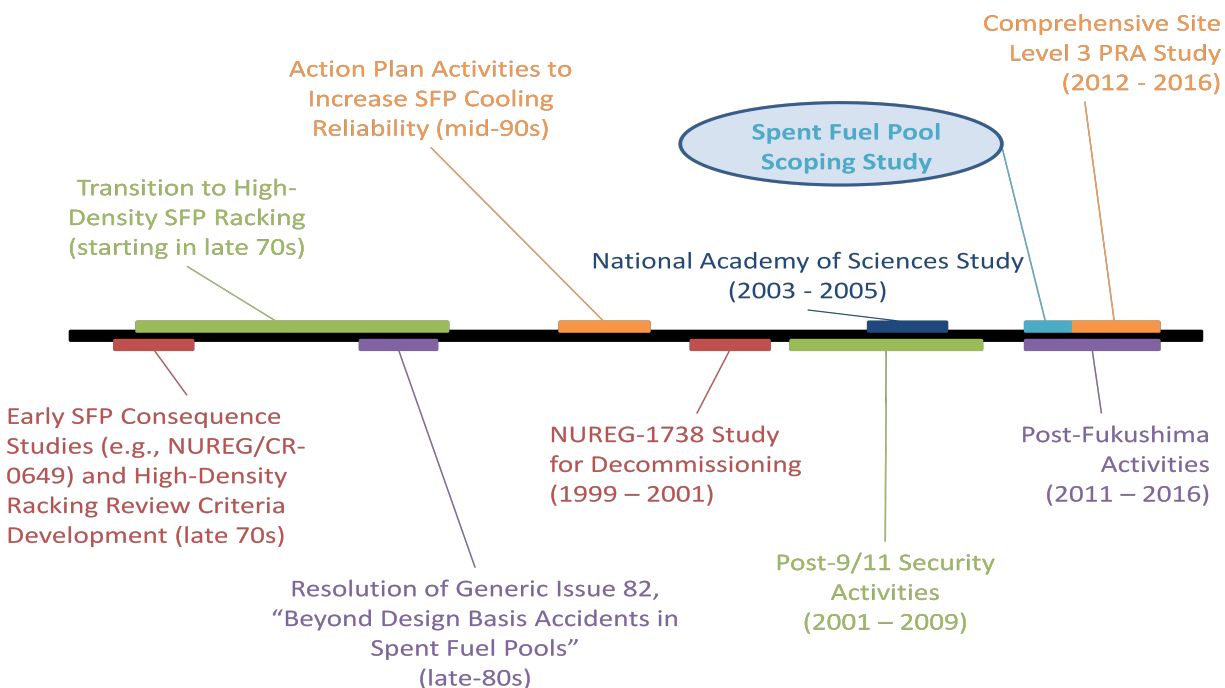 Comprehensive Site
Level 3 PRA Study
(2012 - 2016)
Action Plan Activities to
Increase SFP Cooling
Reliability (mid-90s)
Spent Fuel Pool
Scoping Study
Transition to High-
Density SFP Racking
(starting in late 70s)
National Academy of Sciences Study
(2003 - 2005)
Early SFP Consequence
Studies (e.g., NUREG/CR-
0649) and High-Density
Racking Review Criteria
Development (late 70s)
NUREG-1738 Study
for Decommissioning
(1999 – 2001)
Post-Fukushima
Activities
(2011 – 2016)
Post-9/11 Security
Activities
(2001 – 2009)
Resolution of Generic Issue 82,
“Beyond Design Basis Accidents in
Spent Fuel Pools”
(late-80s)